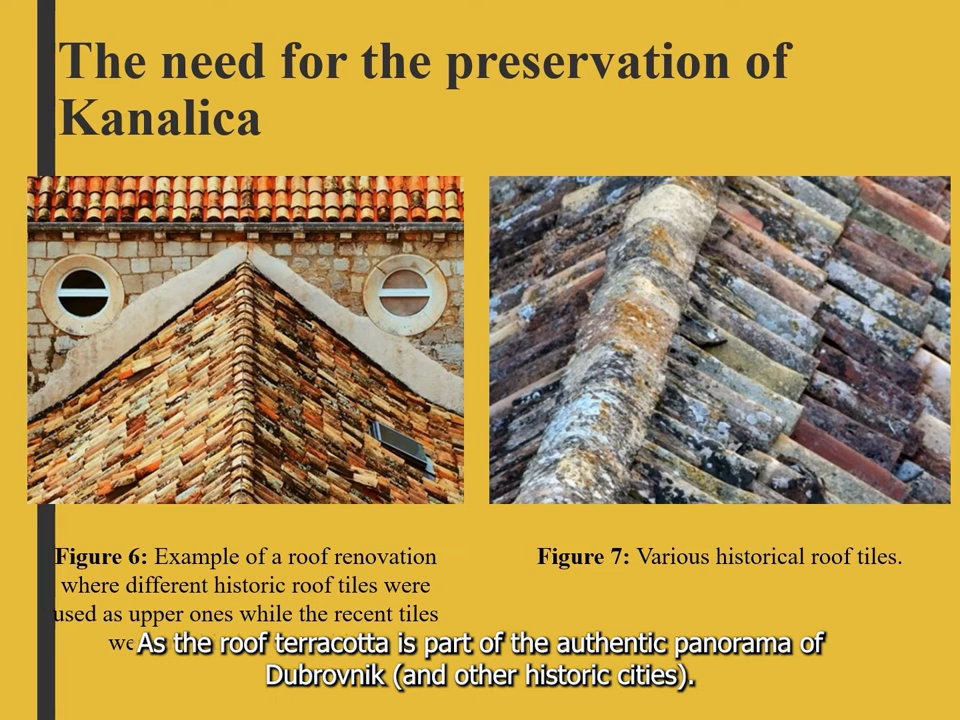 The need for the preservation of
Kanalica
Figure 6: Example of a roof renovation
where different historic roof tiles were
used as upper ones while the recent tiles
we
Figure 7: Various historical roof tiles.
As the roof terracotta is part of the authentic panorama of
Dubrovnik (and other historic cities).